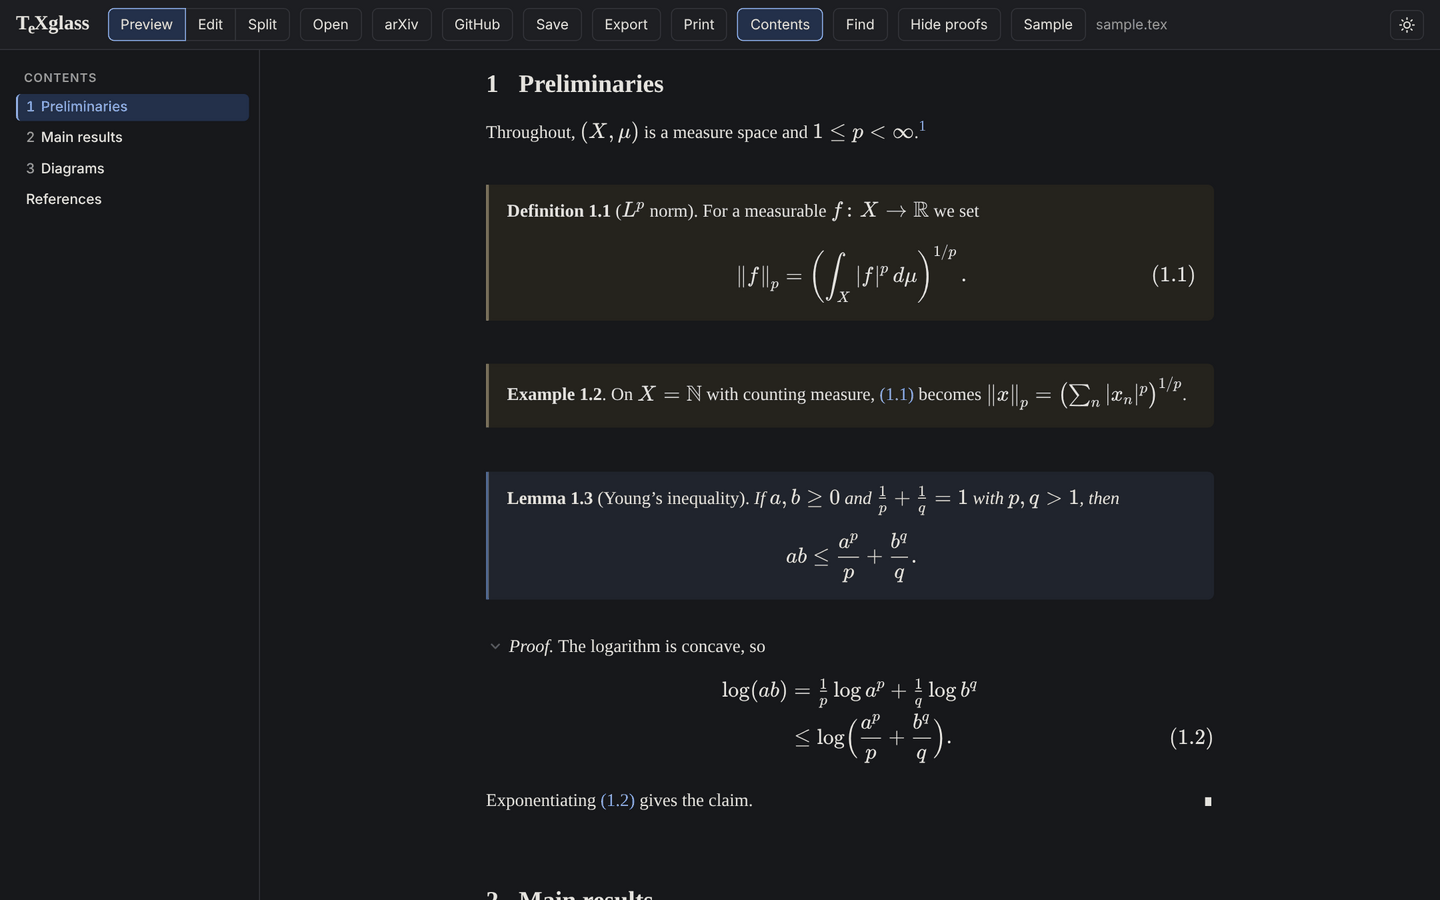 TeXglass Preview Edit Split Open arXiv GitHub Save Export Print Contents Find Hide proofs Sample sample.tex
CONTENTS
1 Preliminaries
2 Main results
3 Diagrams
References
1 Preliminaries
Throughout, (X, μ) is a measure space and 1 ≤ p < ∞.¹
Definition 1.1 (Lᵖ norm). For a measurable f : X → ℝ we set
‖f‖ₚ = (∫_X |f|ᵖ dμ)^{1/p}. (1.1)
Example 1.2. On X = ℕ with counting measure, (1.1) becomes ‖x‖ₚ = (∑ₙ |xₙ|ᵖ)^{1/p}.
Lemma 1.3 (Young’s inequality). If a, b ≥ 0 and 1/p + 1/q = 1 with p, q > 1, then
ab ≤ a^p/p + b^q/q.
Proof. The logarithm is concave, so
log(ab) = 1/p log a^p + 1/q log b^q
≤ log(a^p/p + b^q/q). (1.2)
Exponentiating (1.2) gives the claim. ∎
2 Main results